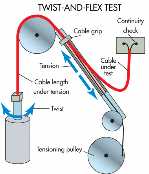 TWIST-AND-FLEX TEST
Continuity
check
Cable grip
Tension
Cable
under
test
Cable length
under tension
Twist
Tensioning pulley